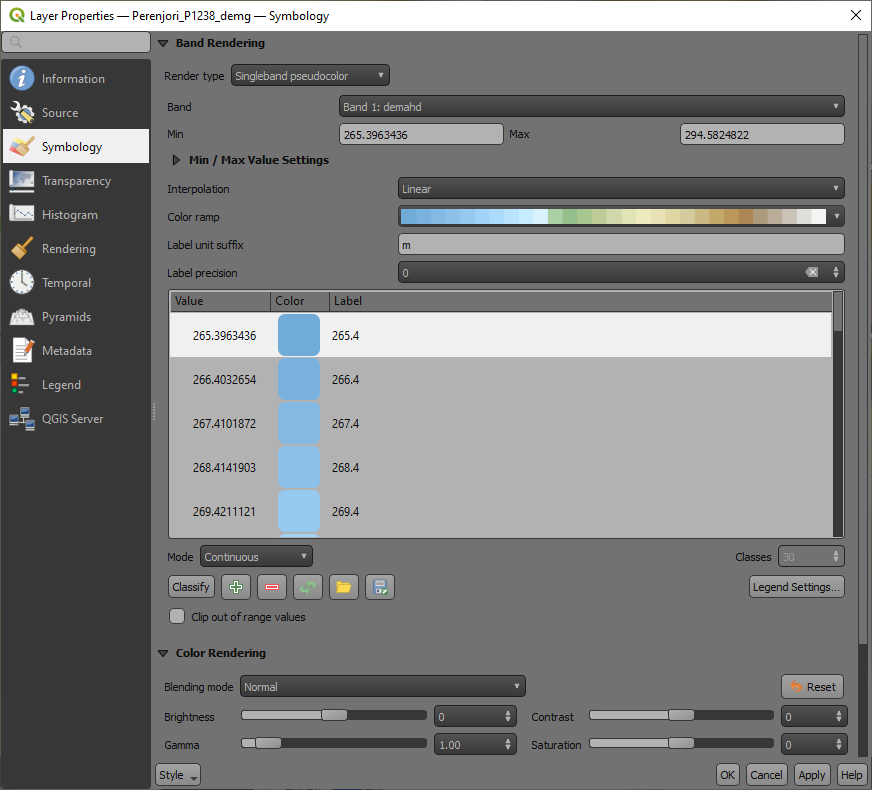 Layer Properties — Perenjori_P1238_demg — Symbology
Information
Source
Symbology
Transparency
Histogram
Rendering
Temporal
Pyramids
Metadata
Legend
QGIS Server
Band Rendering
Render type Singleband pseudocolor
Band Band 1: demahd
Min 265.3963436 Max 294.5824822
Min / Max Value Settings
Interpolation Linear
Color ramp
Label unit suffix m
Label precision 0
Value Color Label
265.3963436 265.4
266.4032654 266.4
267.4101872 267.4
268.4141903 268.4
269.4211121 269.4
Mode Continuous Classes 30
Classify Legend Settings...
Clip out of range values
Color Rendering
Blending mode Normal Reset
Brightness 0 Contrast 0
Gamma 1.00 Saturation 0
Style OK Cancel Apply Help